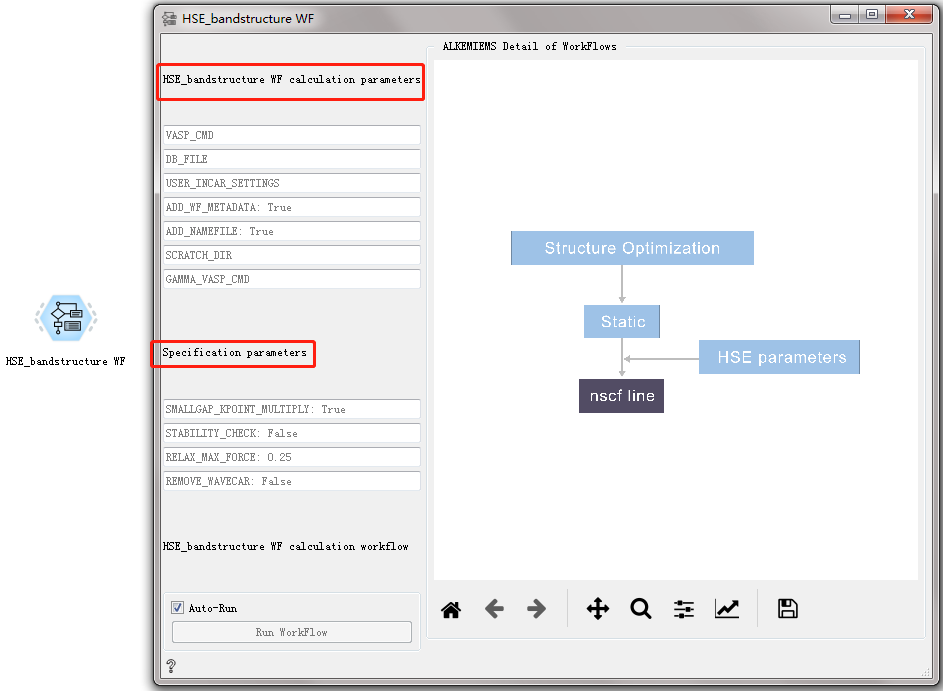 HSE_bandstructure WF
HSE_bandstructure WF
ALKEMIEMS Detail of WorkFlows
HSE_bandstructure WF calculation parameters
VASP_CMD
DB_FILE
USER_INCAR_SETTINGS
ADD_WF_METADATA: True
ADD_NAMEFILE: True
SCRATCH_DIR
GAMMA_VASP_CMD
Specification parameters
SMALLGAP_KPOINT_MULTIPLY: True
STABILITY_CHECK: False
RELAX_MAX_FORCE: 0.25
REMOVE_WAVECAR: False
HSE_bandstructure WF calculation workflow
Auto-Run
Run WorkFlow
?
Structure Optimization
Static
HSE parameters
nscf line